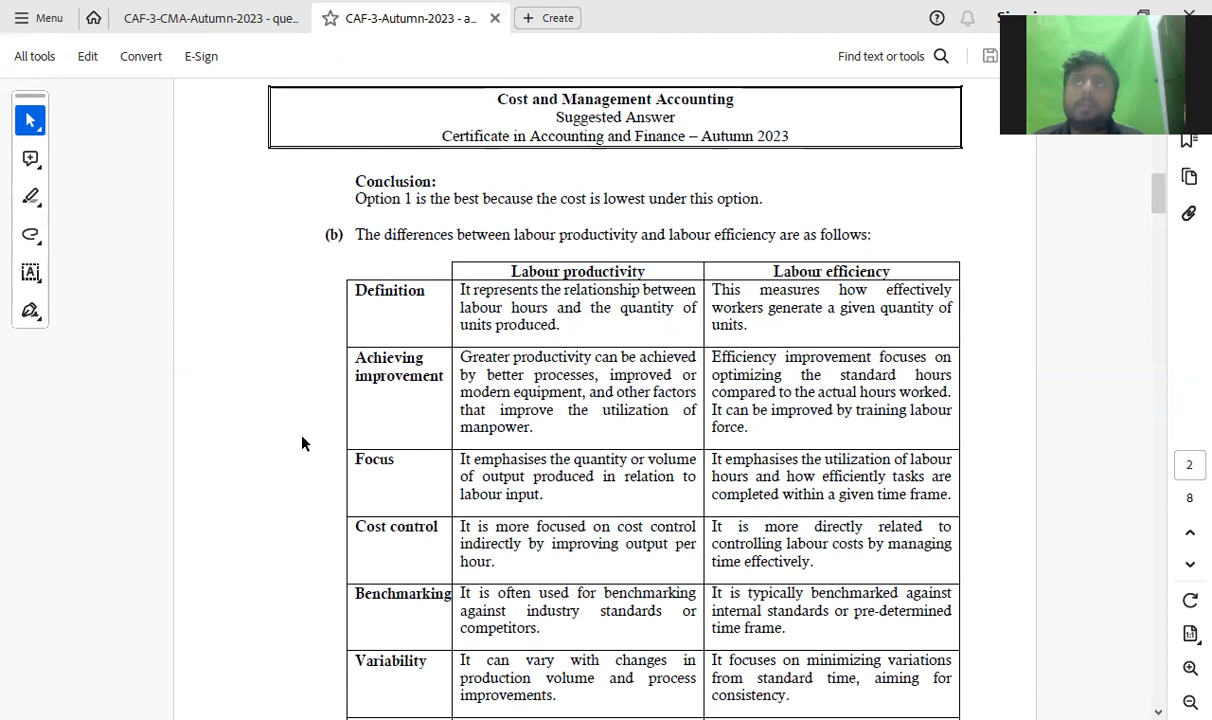 Menu
CAF-3-CMA-Autumn-2023 - que...
CAF-3-Autumn-2023 - a...
Create
All tools
Edit
Convert
E-Sign
Find text or tools
Cost and Management Accounting
Suggested Answer
Certificate in Accounting and Finance – Autumn 2023
Conclusion:
Option 1 is the best because the cost is lowest under this option.
(b) The differences between labour productivity and labour efficiency are as follows:
Labour productivity
Labour efficiency
Definition
It represents the relationship between
labour hours and the quantity of
units produced.
This measures how effectively
workers generate a given quantity of
units.
Achieving
improvement
Greater productivity can be achieved
by better processes, improved or
modern equipment, and other factors
that improve the utilization of
manpower.
Efficiency improvement focuses on
optimizing the standard hours
compared to the actual hours worked.
It can be improved by training labour
force.
Focus
It emphasises the quantity or volume
of output produced in relation to
labour input.
It emphasises the utilization of labour
hours and how efficiently tasks are
completed within a given time frame.
Cost control
It is more focused on cost control
indirectly by improving output per
hour.
It is more directly related to
controlling labour costs by managing
time effectively.
Benchmarking
It is often used for benchmarking
against industry standards or
competitors.
It is typically benchmarked against
internal standards or pre-determined
time frame.
Variability
It can vary with changes in
production volume and process
improvements.
It focuses on minimizing variations
from standard time, aiming for
consistency.
2
8
1:1